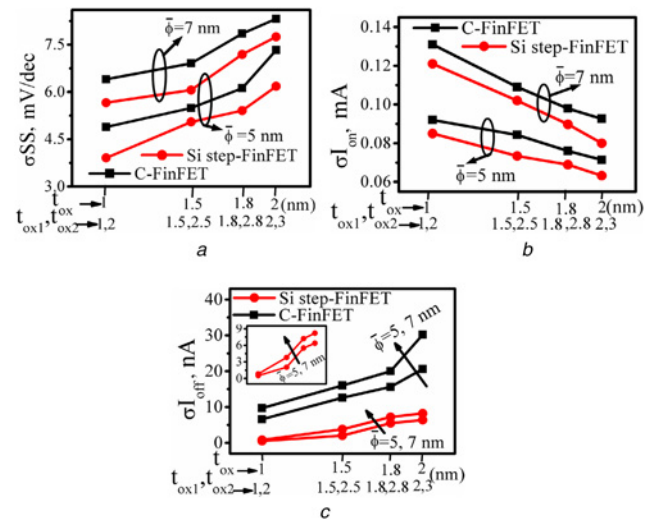 σSS, mV/dec
7.5
6.0
4.5
3.0
ϕ̄=7 nm
ϕ̄=5 nm
Si step-FinFET
C-FinFET
t_ox 1 1.5 1.8 2 (nm)
t_ox1,t_ox2 1,2 1.5,2.5 1.8,2.8 2,3
a
σI_on, mA
0.14
0.12
0.10
0.08
0.06
C-FinFET
Si step-FinFET
ϕ̄=7 nm
ϕ̄=5 nm
t_ox 1 1.5 1.8 2 (nm)
t_ox1,t_ox2 1,2 1.5,2.5 1.8,2.8 2,3
b
σI_off, nA
40
30
20
10
0
Si step-FinFET
C-FinFET
9
6
3
0
ϕ̄=5, 7 nm
ϕ̄=5, 7 nm
ϕ̄=5, 7 nm
t_ox 1 1.5 1.8 2 (nm)
t_ox1,t_ox2 1,2 1.5,2.5 1.8,2.8 2,3
c